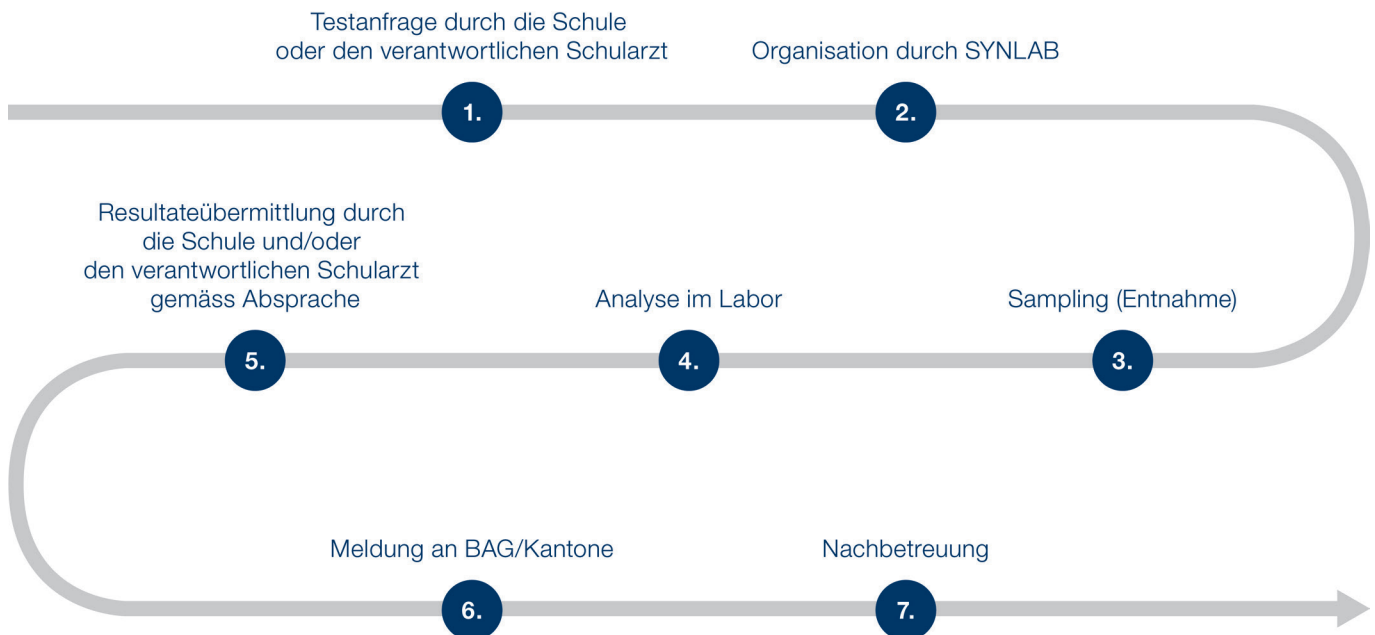 Testanfrage durch die Schule
oder den verantwortlichen Schularzt
1.
Organisation durch SYNLAB
2.
Sampling (Entnahme)
3.
Analyse im Labor
4.
Resultateübermittlung durch
die Schule und/oder
den verantwortlichen Schularzt
gemäss Absprache
5.
Meldung an BAG/Kantone
6.
Nachbetreuung
7.